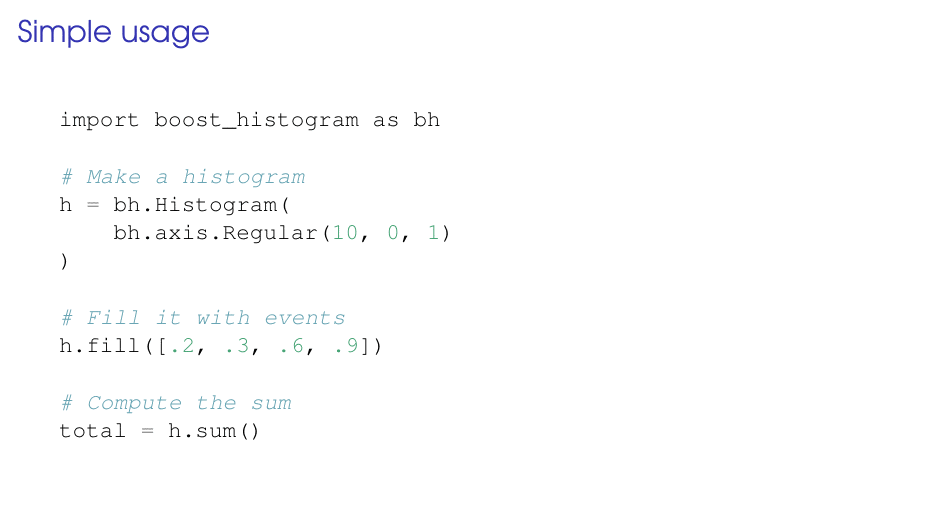 Simple usage
import boost_histogram as bh
# Make a histogram
h = bh.Histogram(
    bh.axis.Regular(10, 0, 1)
)
# Fill it with events
h.fill([.2, .3, .6, .9])
# Compute the sum
total = h.sum()